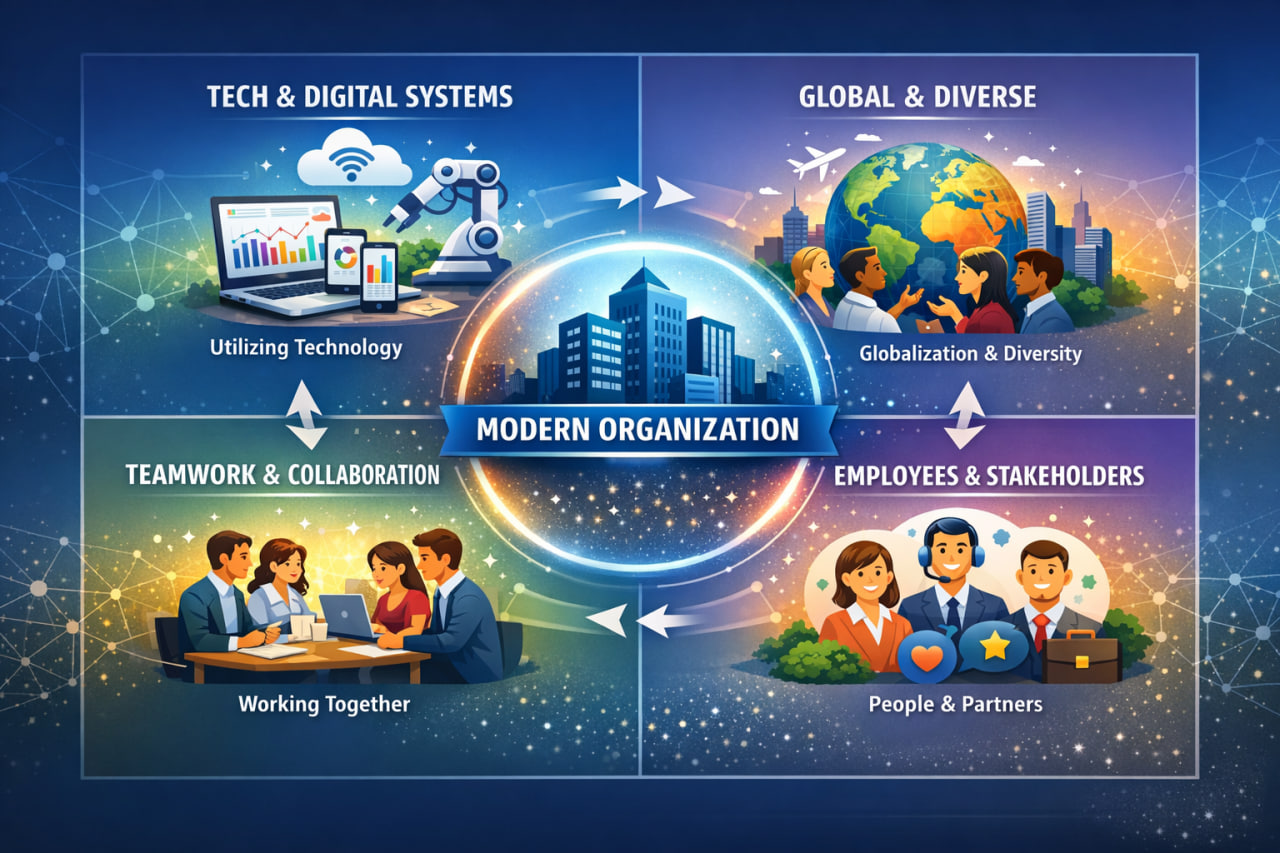 TECH & DIGITAL SYSTEMS
GLOBAL & DIVERSE
Utilizing Technology
Globalization & Diversity
MODERN ORGANIZATION
TEAMWORK & COLLABORATION
EMPLOYEES & STAKEHOLDERS
Working Together
People & Partners